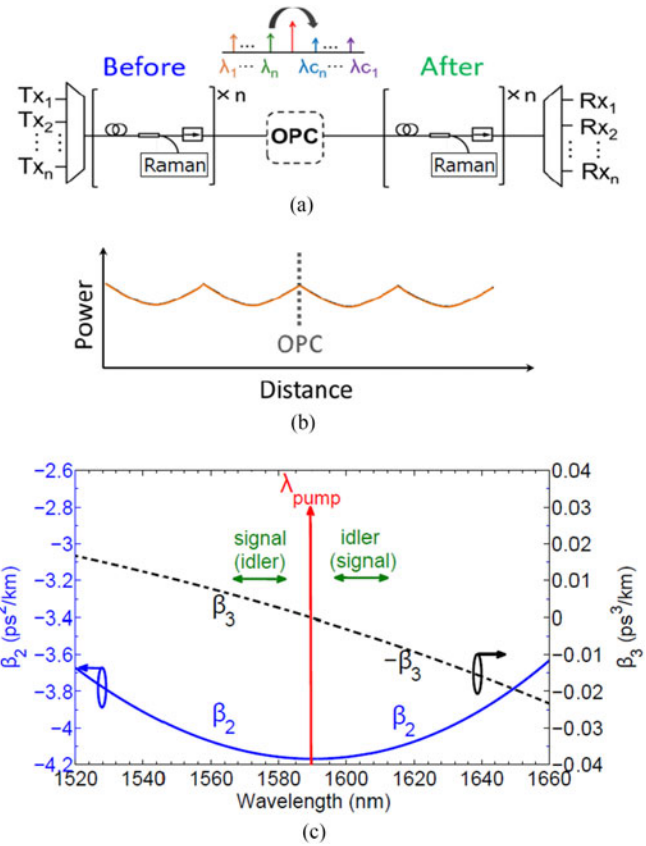 λ₁ ··· λₙ λcₙ ··· λc₁
Before After
Tx₁
Tx₂
Txₙ
×n
Raman
OPC
×n
Raman
Rx₁
Rx₂
Rxₙ
(a)
Power
OPC
Distance
(b)
β₂ (ps²/km)
-2.6
-2.8
-3
-3.2
-3.4
-3.6
-3.8
-4
-4.2
λpump
signal
(idler)
idler
(signal)
β₃
-β₃
β₂
β₂
0.04
0.03
0.02
0.01
0
-0.01
-0.02
-0.03
-0.04
β₃ (ps³/km)
1520 1540 1560 1580 1600 1620 1640 1660
Wavelength (nm)
(c)